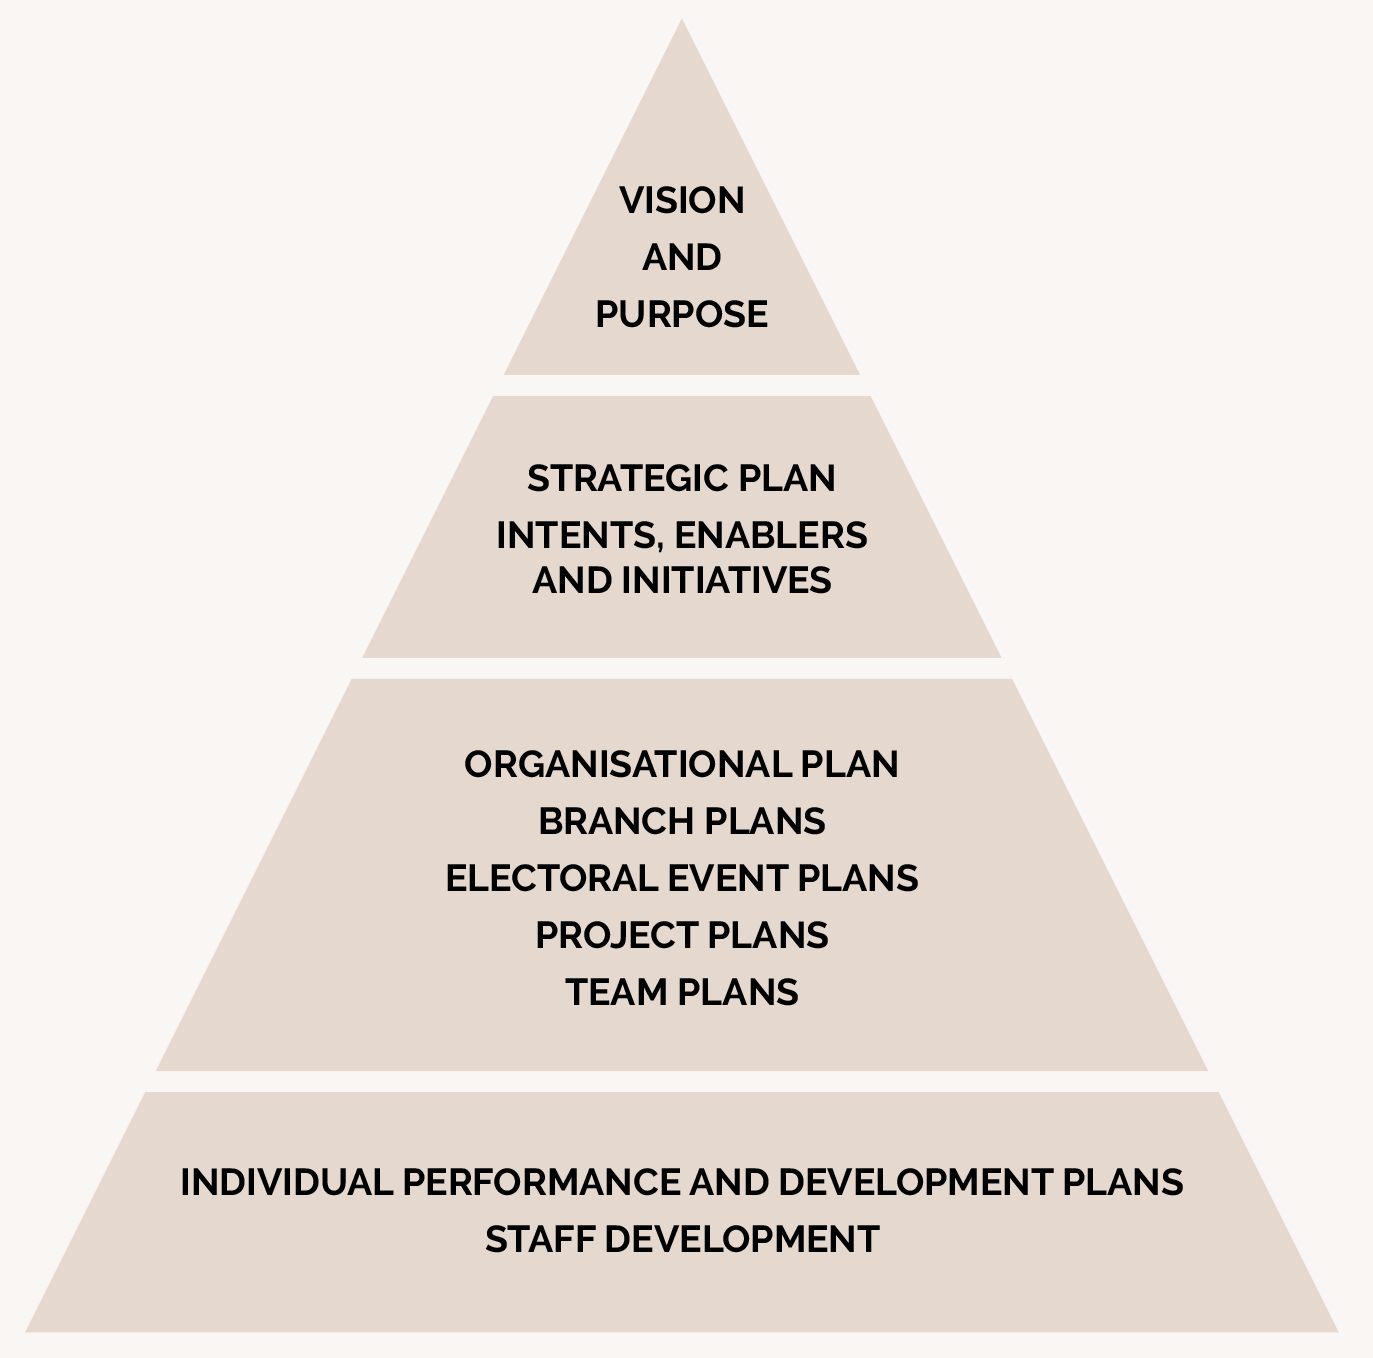 VISION
AND
PURPOSE
STRATEGIC PLAN
INTENTS, ENABLERS
AND INITIATIVES
ORGANISATIONAL PLAN
BRANCH PLANS
ELECTORAL EVENT PLANS
PROJECT PLANS
TEAM PLANS
INDIVIDUAL PERFORMANCE AND DEVELOPMENT PLANS
STAFF DEVELOPMENT